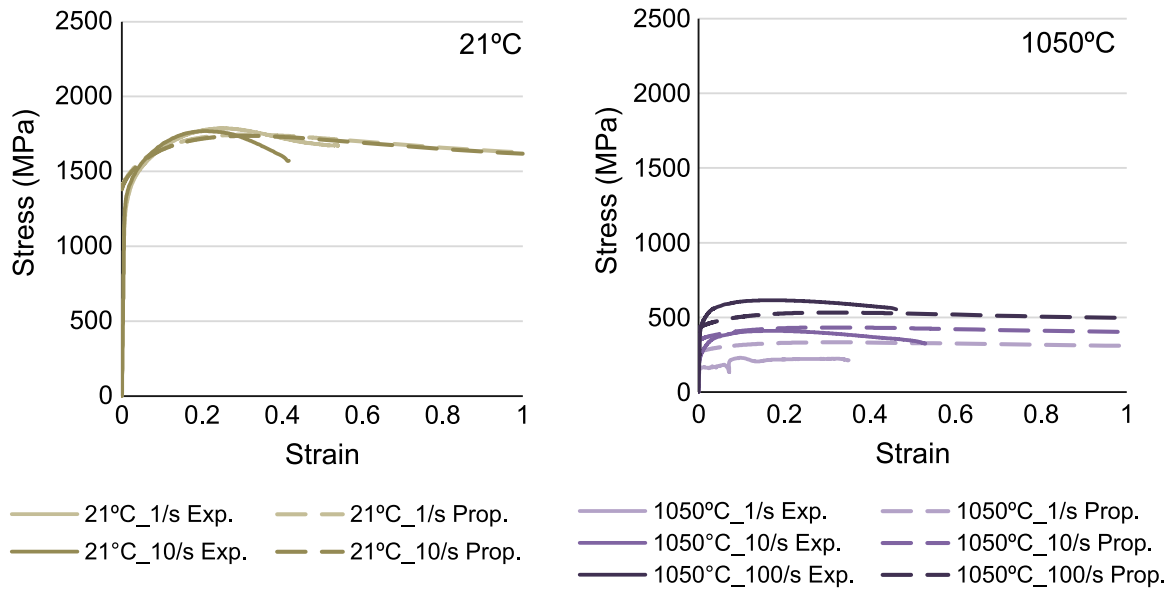 21ºC
2500
2000
1500
1000
500
0
0 0.2 0.4 0.6 0.8 1
Stress (MPa)
Strain
21ºC_1/s Exp. 21ºC_1/s Prop.
21°C_10/s Exp. 21ºC_10/s Prop.
1050ºC
2500
2000
1500
1000
500
0
0 0.2 0.4 0.6 0.8 1
Stress (MPa)
Strain
1050ºC_1/s Exp. 1050ºC_1/s Prop.
1050°C_10/s Exp. 1050ºC_10/s Prop.
1050°C_100/s Exp. 1050ºC_100/s Prop.